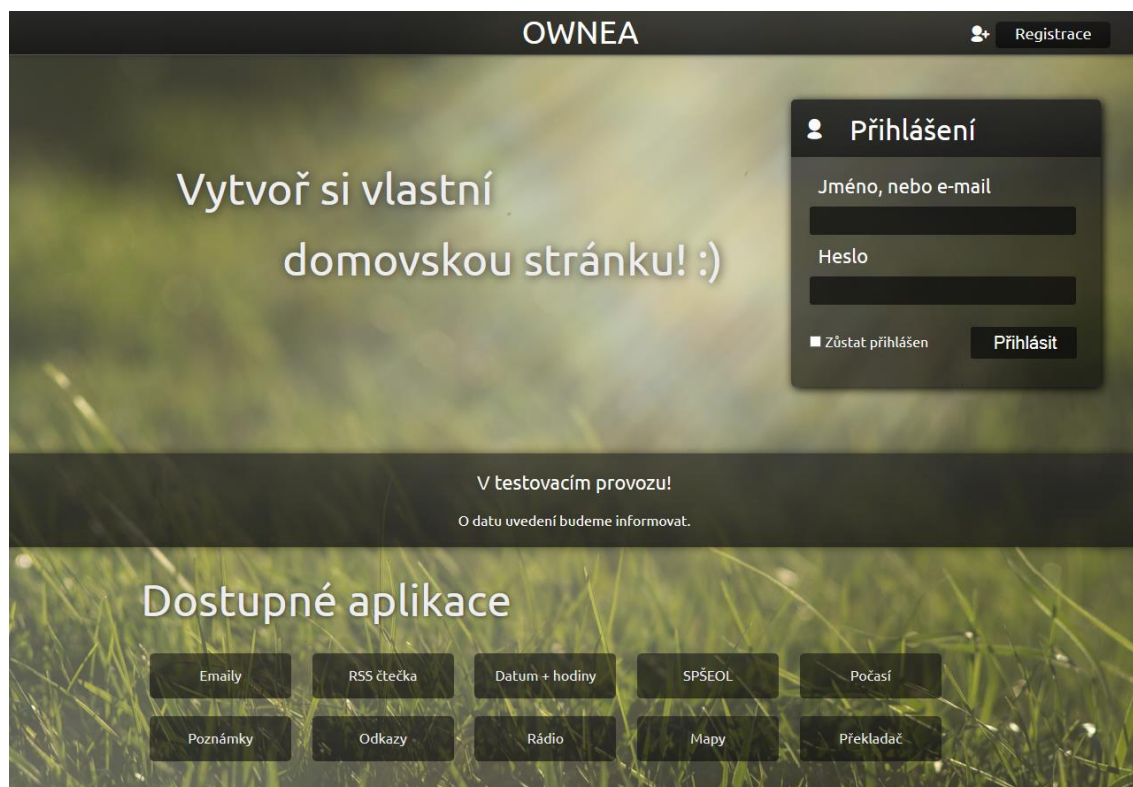 OWNEA
Registrace
Přihlášení
Jméno, nebo e-mail
Heslo
Zůstat přihlášen
Přihlásit
Vytvoř si vlastní
domovskou stránku! :)
V testovacím provozu!
O datu uvedení budeme informovat.
Dostupné aplikace
Emaily
RSS čtečka
Datum + hodiny
SPŠEOL
Počasí
Poznámky
Odkazy
Rádio
Mapy
Překladač